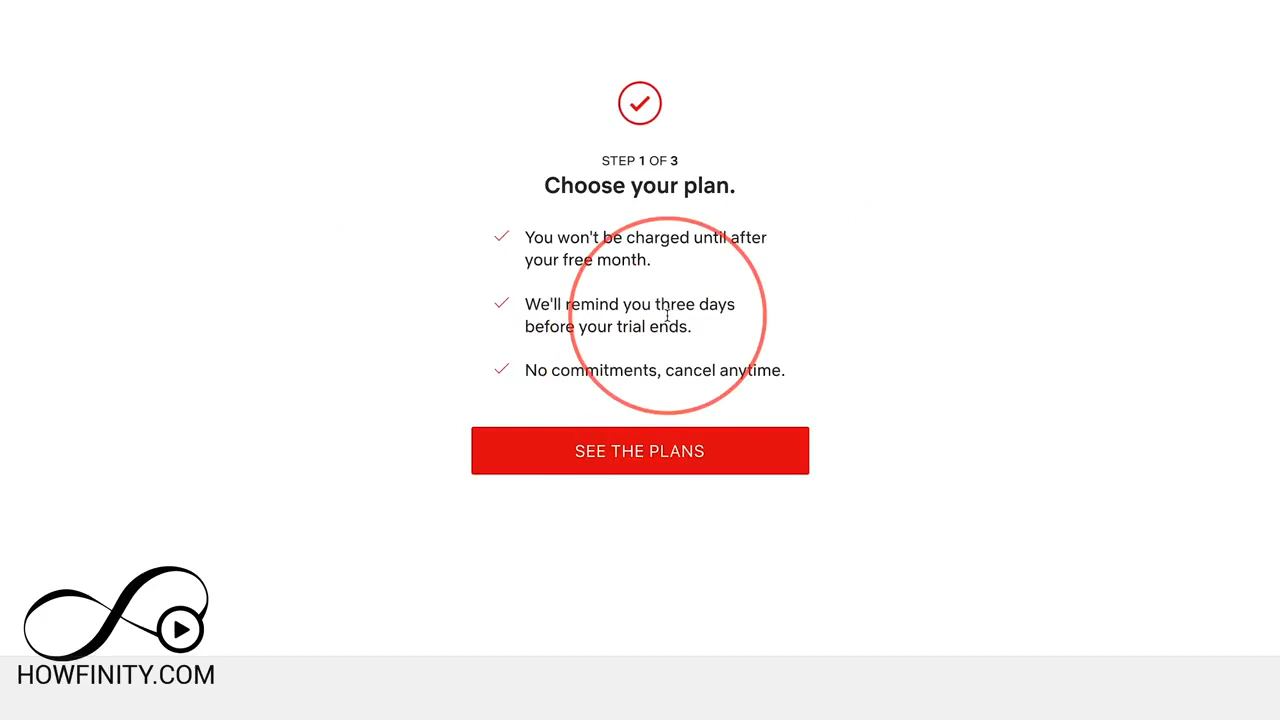 STEP 1 OF 3
Choose your plan.
You won't be charged until after
your free month.
We'll remind you three days
before your trial ends.
No commitments, cancel anytime.
SEE THE PLANS
HOWFINITY.COM